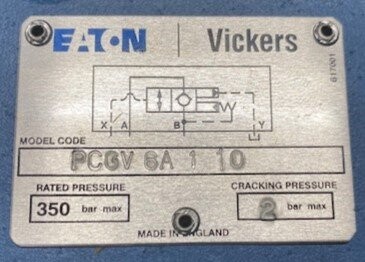 EATON | Vickers
617001
X A B Y
MODEL CODE
PCGV 6A 1 10
RATED PRESSURE
350 bar max
CRACKING PRESSURE
2 bar max
MADE IN ENGLAND